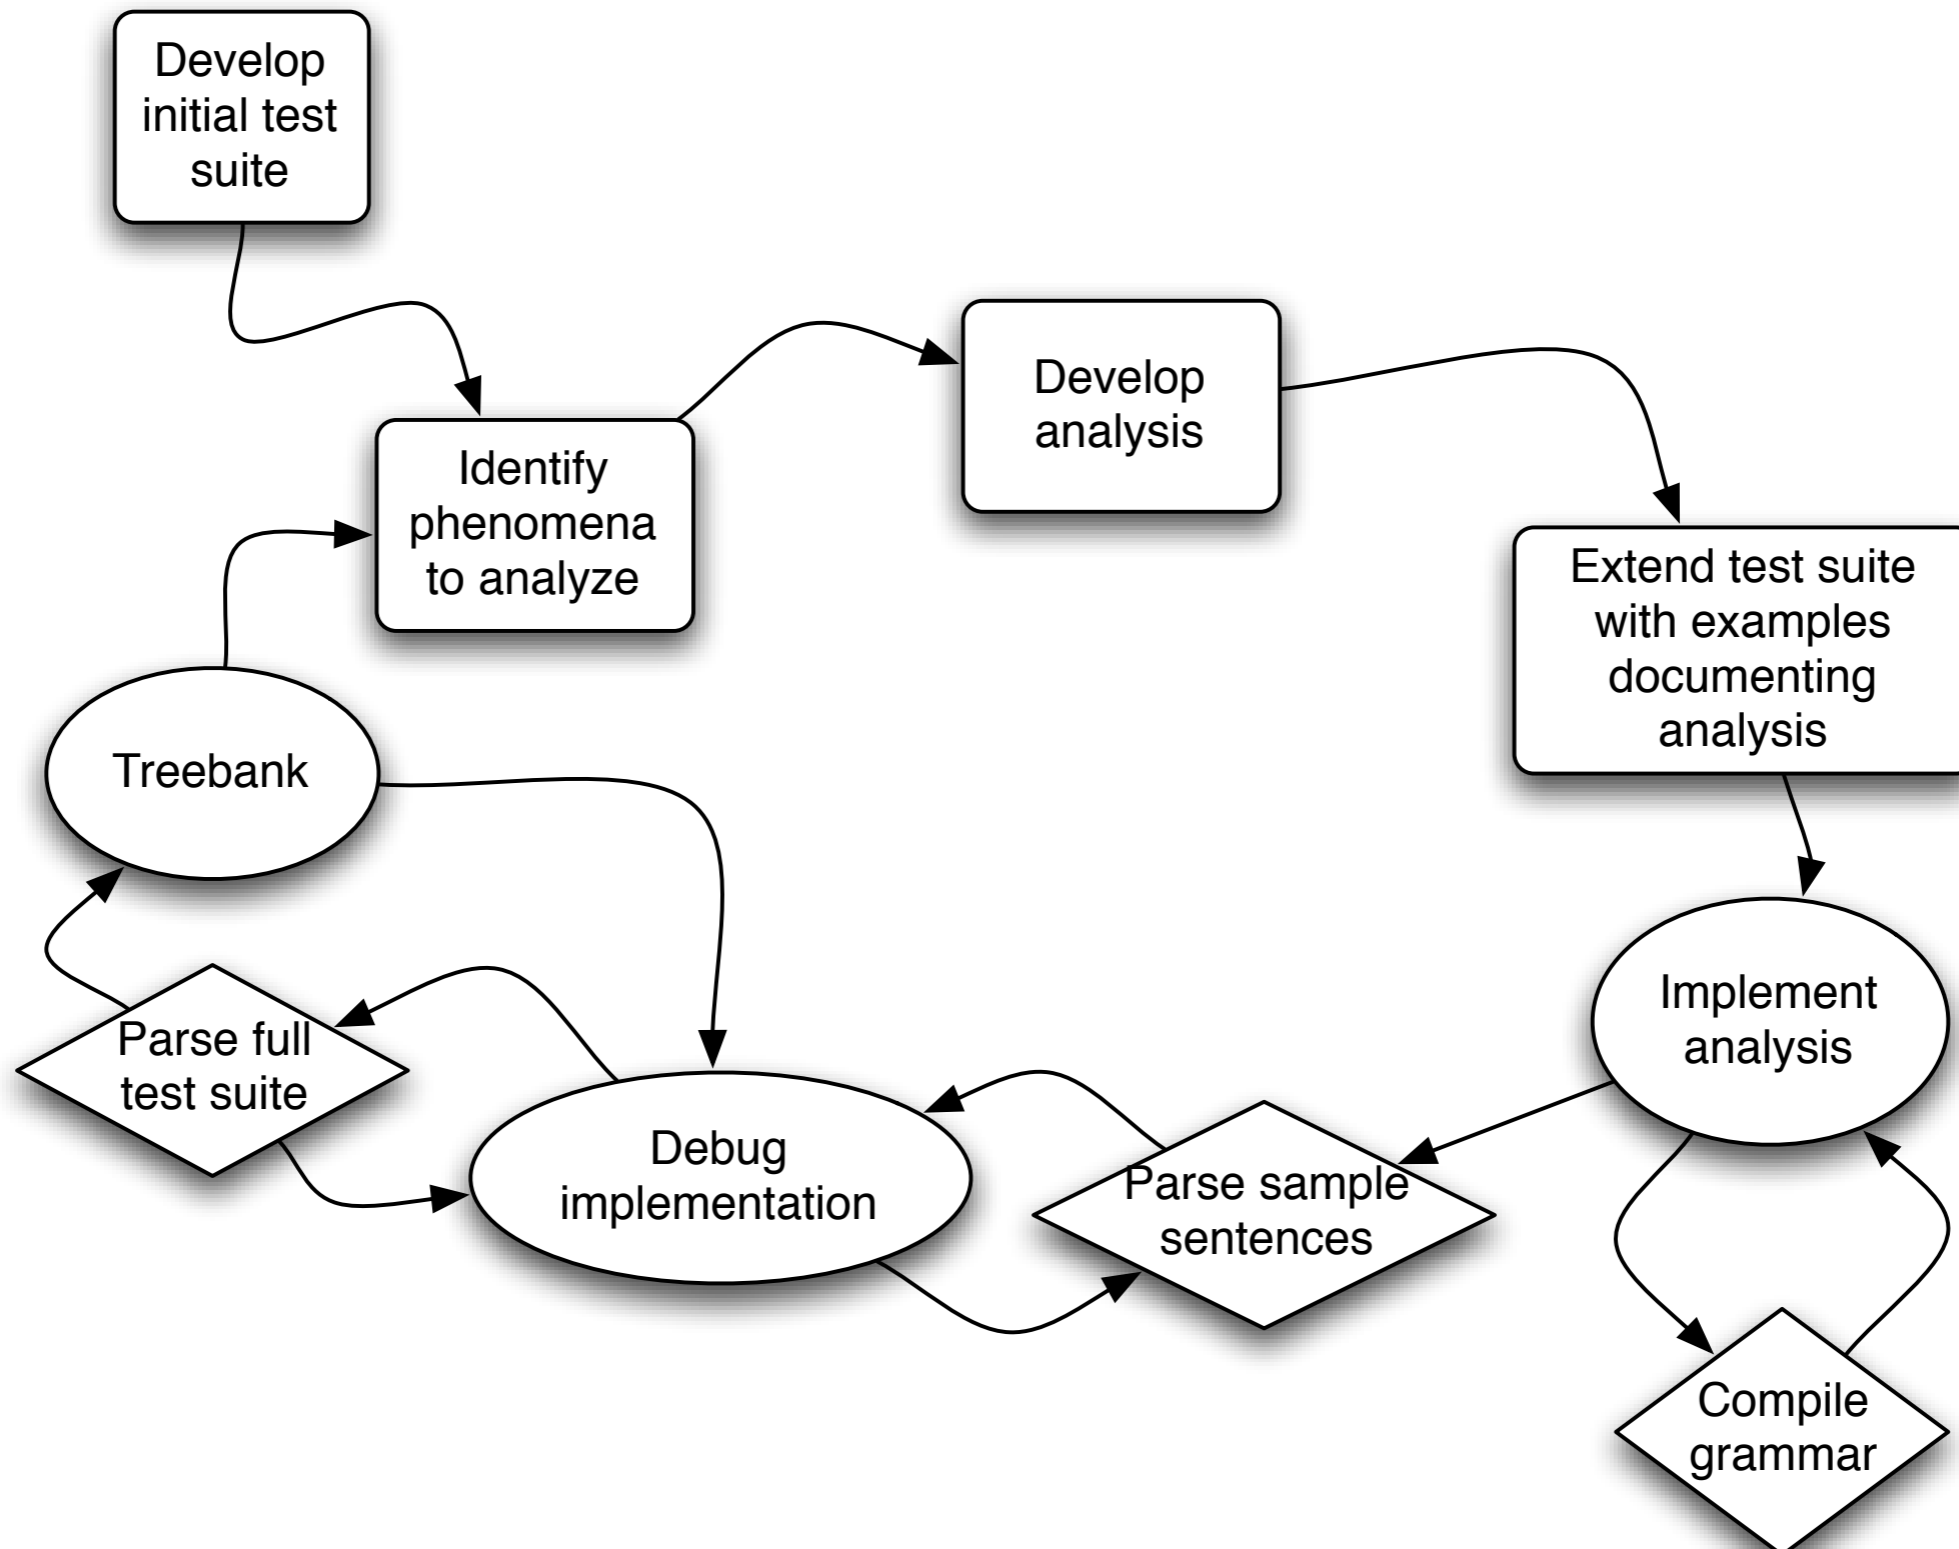 Develop
initial test
suite
Identify
phenomena
to analyze
Develop
analysis
Extend test suite
with examples
documenting
analysis
Treebank
Implement
analysis
Parse full
test suite
Debug
implementation
Parse sample
sentences
Compile
grammar